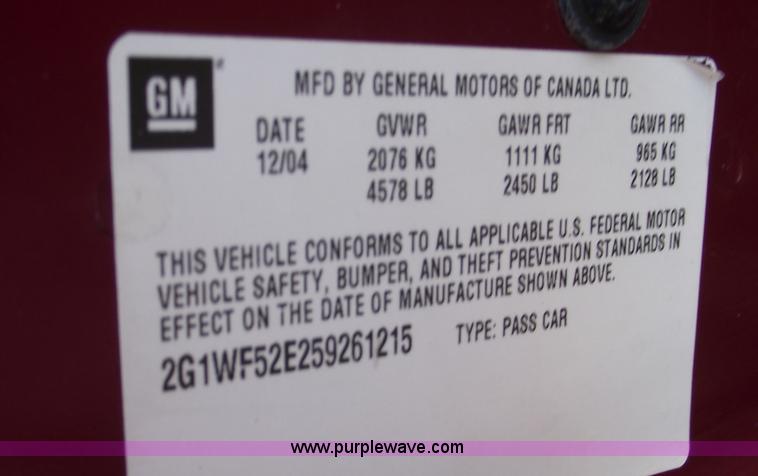 GM
MFD BY GENERAL MOTORS OF CANADA LTD.
DATE GVWR GAWR FRT GAWR RR
12/04 2076 KG 1111 KG 965 KG
4578 LB 2450 LB 2128 LB
THIS VEHICLE CONFORMS TO ALL APPLICABLE U.S. FEDERAL MOTOR
VEHICLE SAFETY, BUMPER, AND THEFT PREVENTION STANDARDS IN
EFFECT ON THE DATE OF MANUFACTURE SHOWN ABOVE.
2G1WF52E259261215 TYPE: PASS CAR
www.purplewave.com